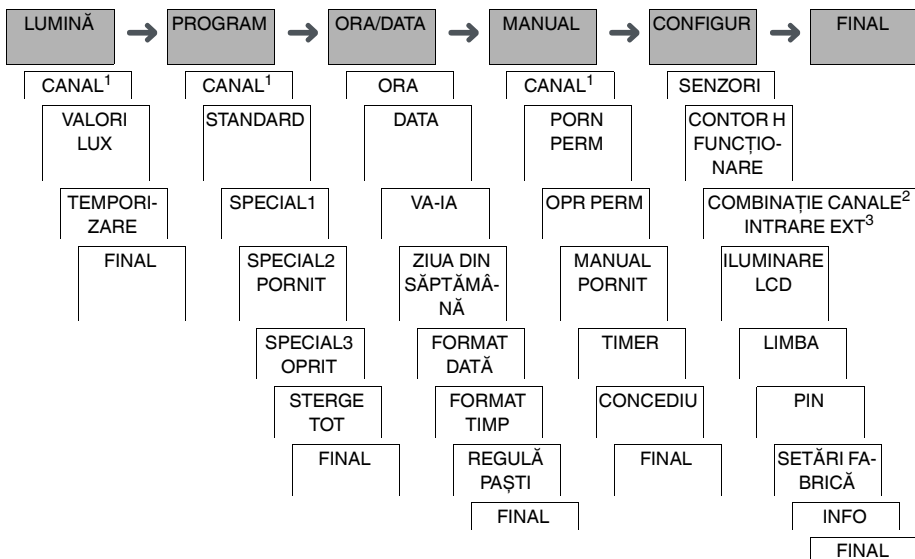 LUMINĂ → PROGRAM → ORA/DATA → MANUAL → CONFIGUR → FINAL
CANAL1
VALORI
LUX
TEMPORI-
ZARE
FINAL
CANAL1
STANDARD
SPECIAL1
SPECIAL2
PORNIT
SPECIAL3
OPRIT
STERGE
TOT
FINAL
ORA
DATA
VA-IA
ZIUA DIN
SĂPTĂMÂ-
NĂ
FORMAT
DATĂ
FORMAT
TIMP
REGULĂ
PAȘTI
FINAL
CANAL1
PORN
PERM
OPR PERM
MANUAL
PORNIT
TIMER
CONCEDIU
FINAL
SENZORI
CONTOR H
FUNCȚIO-
NARE
COMBINAȚIE CANALE2
INTRARE EXT3
ILUMINARE
LCD
LIMBA
PIN
SETĂRI FA-
BRICĂ
INFO
FINAL